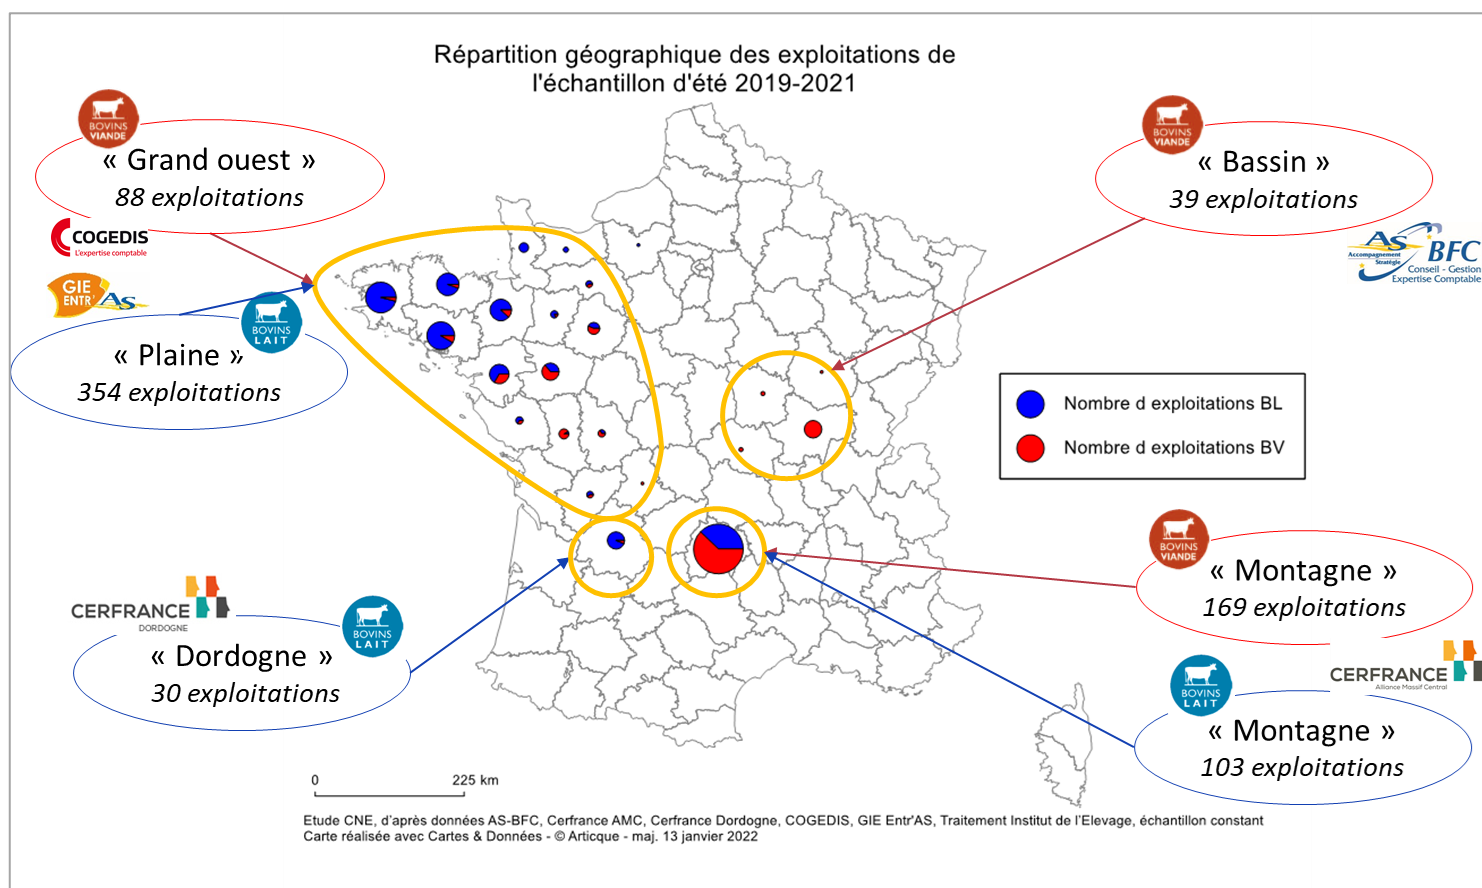 Répartition géographique des exploitations de
l'échantillon d'été 2019-2021
BOVINS
VIANDE
« Grand ouest »
88 exploitations
COGEDIS
L'expertise comptable
GIE
ENTR'AS
BOVINS
LAIT
« Plaine »
354 exploitations
BOVINS
VIANDE
« Bassin »
39 exploitations
AS BFC
Accompagnement
Stratégie
Conseil - Gestion
Expertise Comptable
Nombre d exploitations BL
Nombre d exploitations BV
BOVINS
VIANDE
« Montagne »
169 exploitations
CERFRANCE
Alliance Massif Central
BOVINS
LAIT
« Montagne »
103 exploitations
CERFRANCE
DORDOGNE
BOVINS
LAIT
« Dordogne »
30 exploitations
0 225 km
Etude CNE, d'après données AS-BFC, Cerfrance AMC, Cerfrance Dordogne, COGEDIS, GIE Entr'AS, Traitement Institut de l'Elevage, échantillon constant
Carte réalisée avec Cartes & Données - © Articque - maj. 13 janvier 2022